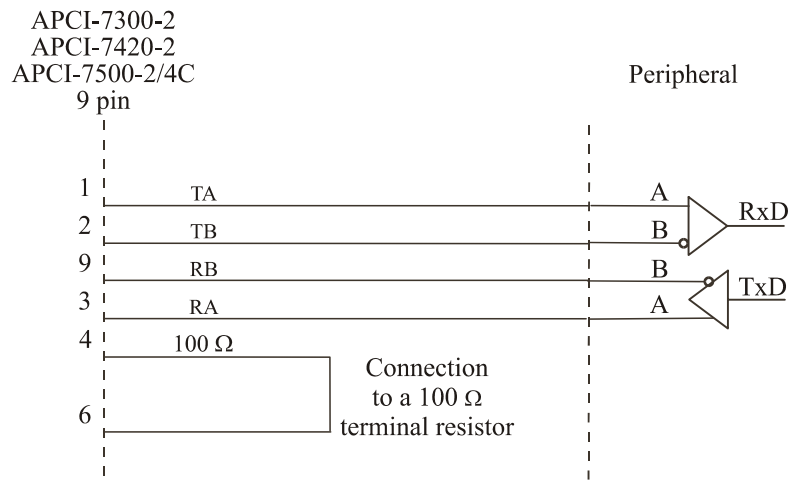 APCI-7300-2
APCI-7420-2
APCI-7500-2/4C
9 pin
Peripheral
1 TA A
RxD
2 TB B
9 RB B
TxD
3 RA A
4 100 Ω
Connection
to a 100 Ω
terminal resistor
6